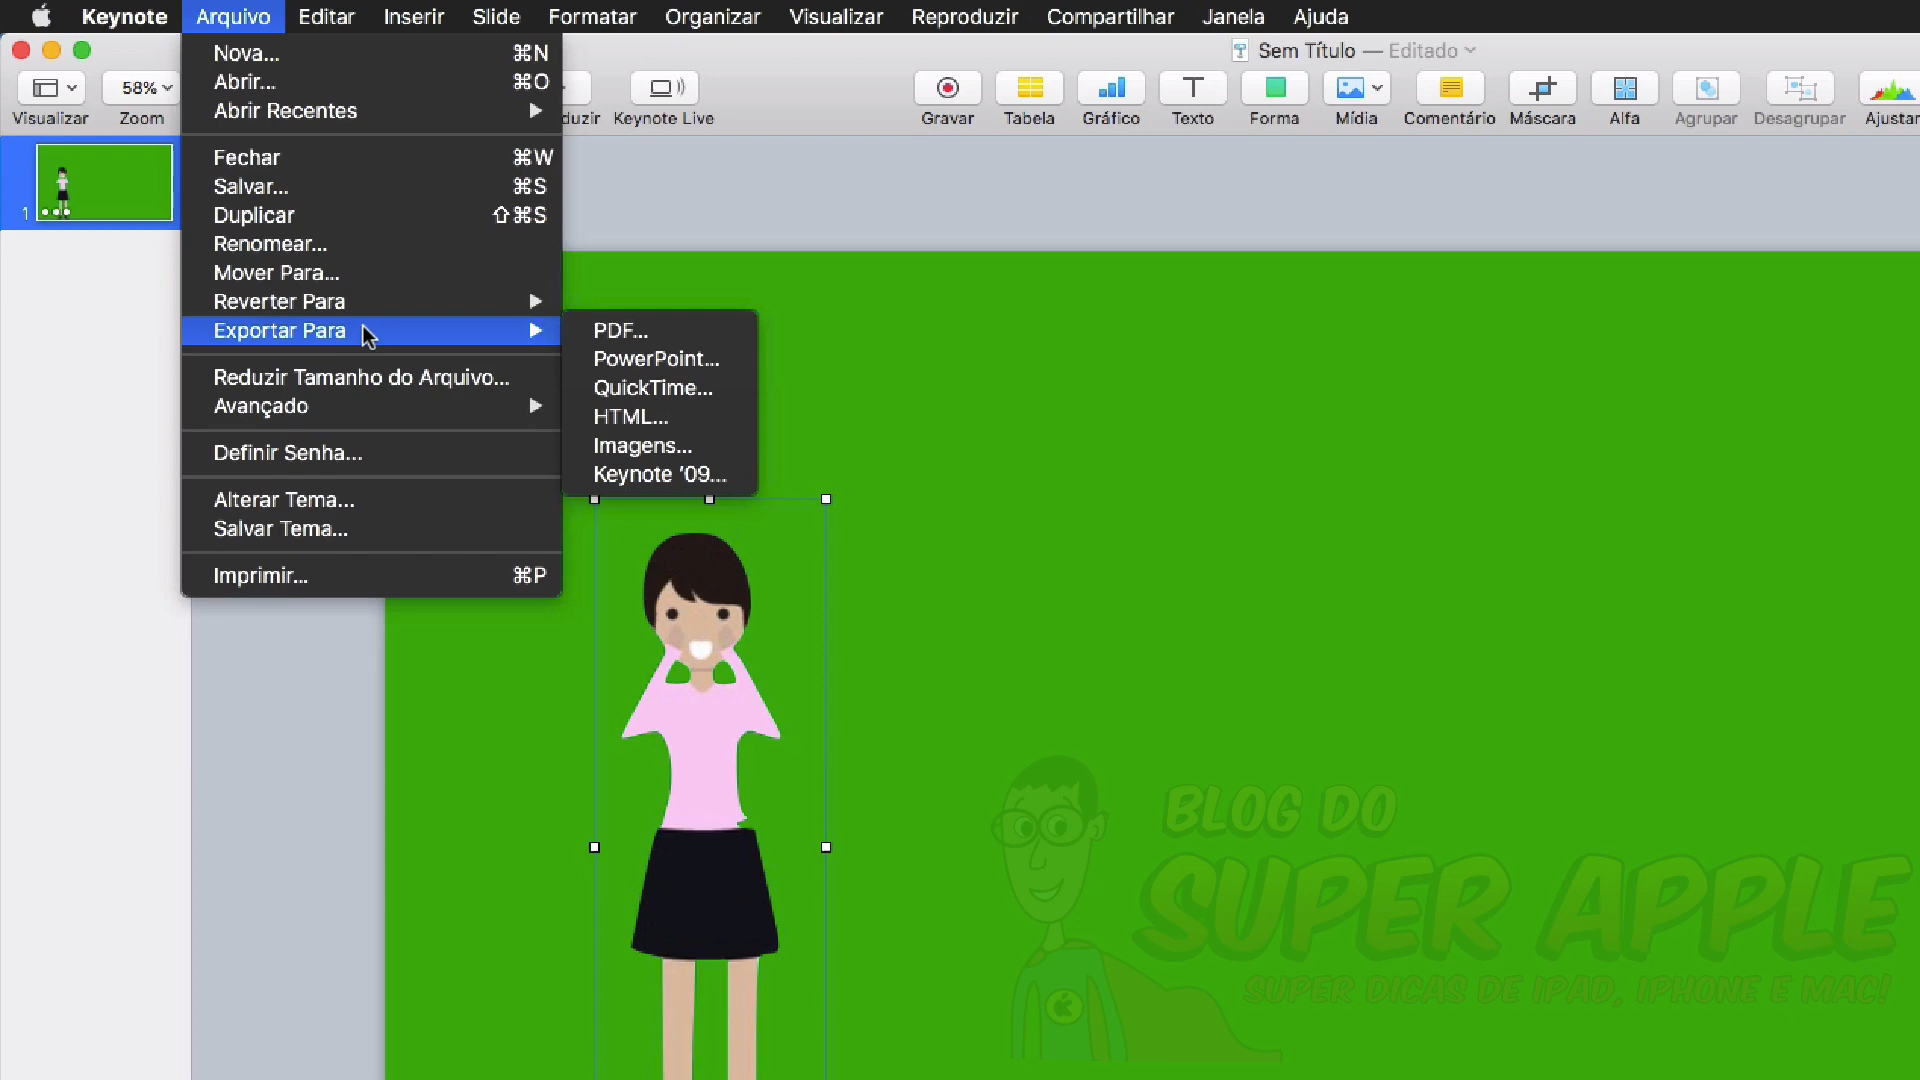 Keynote Arquivo Editar Inserir Slide Formatar Organizar Visualizar Reproduzir Compartilhar Janela Ajuda
Sem Título — Editado
58%
Visualizar Zoom duzir Keynote Live Gravar Tabela Gráfico Texto Forma Mídia Comentário Máscara Alfa Agrupar Desagrupar Ajustar
1
Nova... ⌘N
Abrir... ⌘O
Abrir Recentes
Fechar ⌘W
Salvar... ⌘S
Duplicar ⇧⌘S
Renomear...
Mover Para...
Reverter Para
Exportar Para
Reduzir Tamanho do Arquivo...
Avançado
Definir Senha...
Alterar Tema...
Salvar Tema...
Imprimir... ⌘P
PDF...
PowerPoint...
QuickTime...
HTML...
Imagens...
Keynote '09...
BLOG DO
SUPER APPLE
SUPER DICAS DE IPAD, IPHONE E MAC!